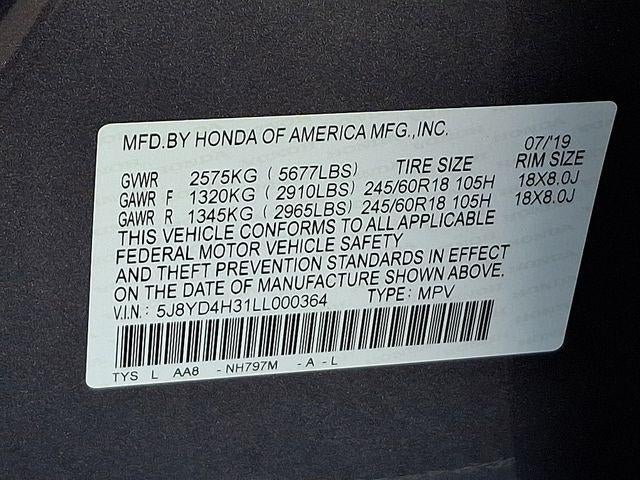 MFD.BY HONDA OF AMERICA MFG.,INC.
07/'19
GVWR 2575KG ( 5677LBS) TIRE SIZE RIM SIZE
GAWR F 1320KG ( 2910LBS) 245/60R18 105H 18X8.0J
GAWR R 1345KG ( 2965LBS) 245/60R18 105H 18X8.0J
THIS VEHICLE CONFORMS TO ALL APPLICABLE
FEDERAL MOTOR VEHICLE SAFETY
AND THEFT PREVENTION STANDARDS IN EFFECT
ON THE DATE OF MANUFACTURE SHOWN ABOVE.
V.I.N.: 5J8YD4H31LL000364 TYPE: MPV
TYS L AA8 - NH797M - A - L